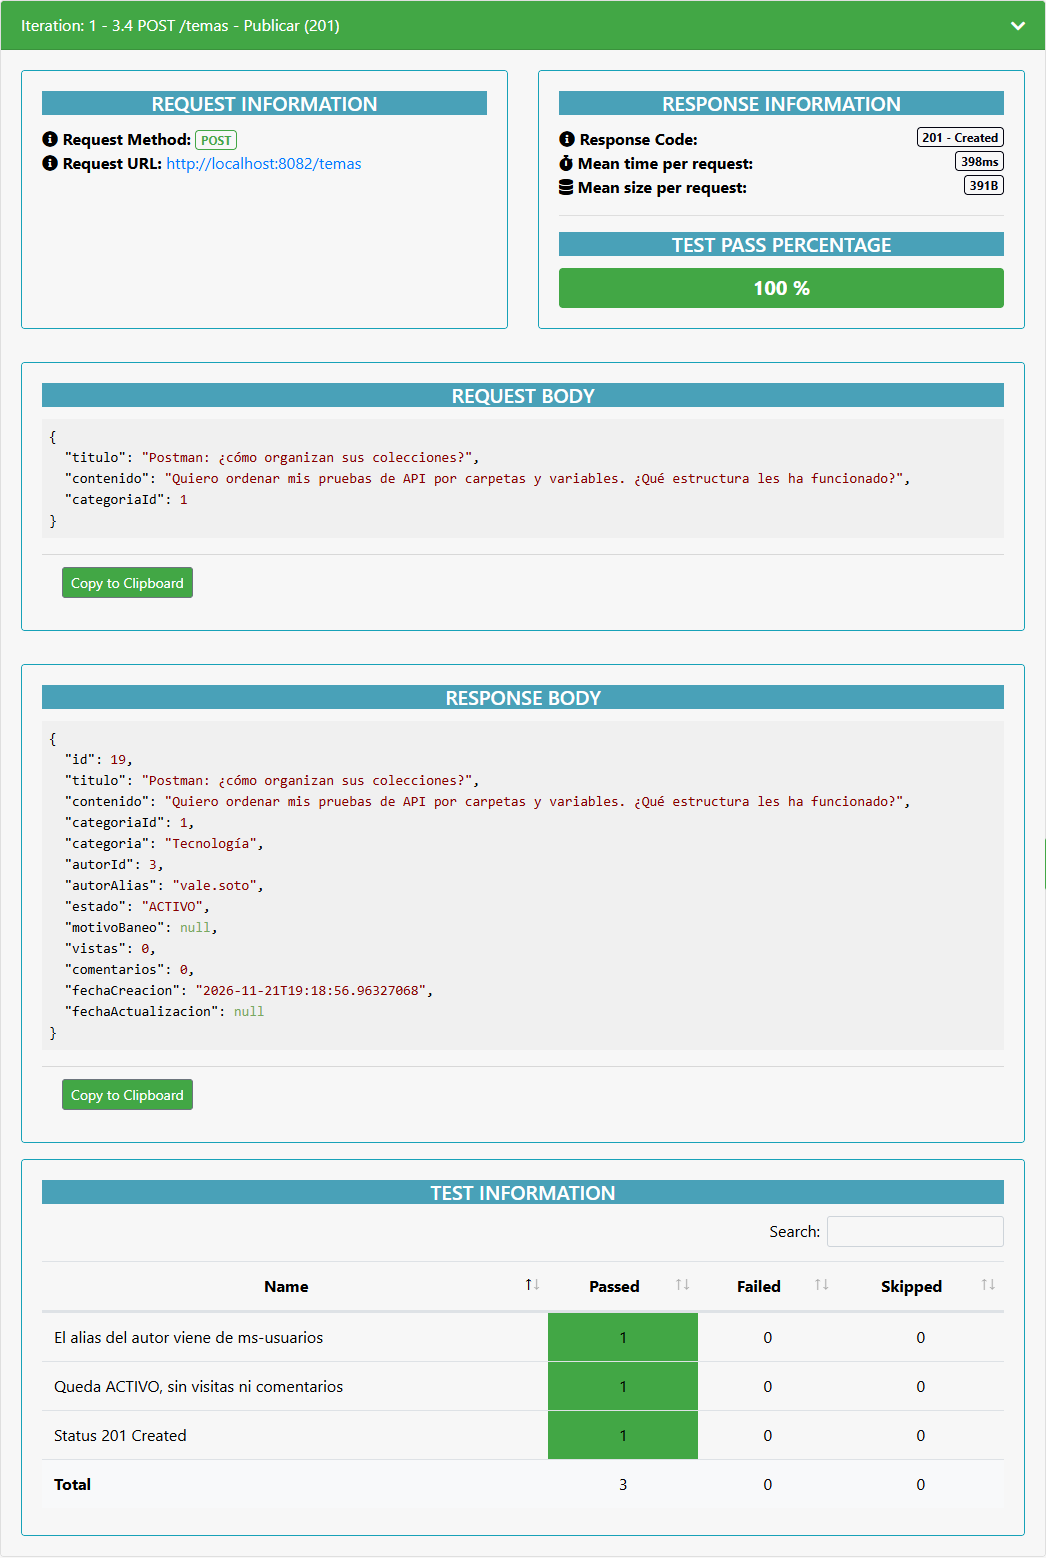 Iteration: 1 - 3.4 POST /temas - Publicar (201)
REQUEST INFORMATION
Request Method: POST
Request URL: http://localhost:8082/temas
RESPONSE INFORMATION
Response Code: 201 - Created
Mean time per request: 398ms
Mean size per request: 391B
TEST PASS PERCENTAGE
100 %
REQUEST BODY
{
  "titulo": "Postman: ¿cómo organizan sus colecciones?",
  "contenido": "Quiero ordenar mis pruebas de API por carpetas y variables. ¿Qué estructura les ha funcionado?",
  "categoriaId": 1
}
Copy to Clipboard
RESPONSE BODY
{
  "id": 19,
  "titulo": "Postman: ¿cómo organizan sus colecciones?",
  "contenido": "Quiero ordenar mis pruebas de API por carpetas y variables. ¿Qué estructura les ha funcionado?",
  "categoriaId": 1,
  "categoria": "Tecnología",
  "autorId": 3,
  "autorAlias": "vale.soto",
  "estado": "ACTIVO",
  "motivoBaneo": null,
  "vistas": 0,
  "comentarios": 0,
  "fechaCreacion": "2026-11-21T19:18:56.96327068",
  "fechaActualizacion": null
}
Copy to Clipboard
TEST INFORMATION
Search:
Name Passed Failed Skipped
El alias del autor viene de ms-usuarios 1 0 0
Queda ACTIVO, sin visitas ni comentarios 1 0 0
Status 201 Created 1 0 0
Total 3 0 0